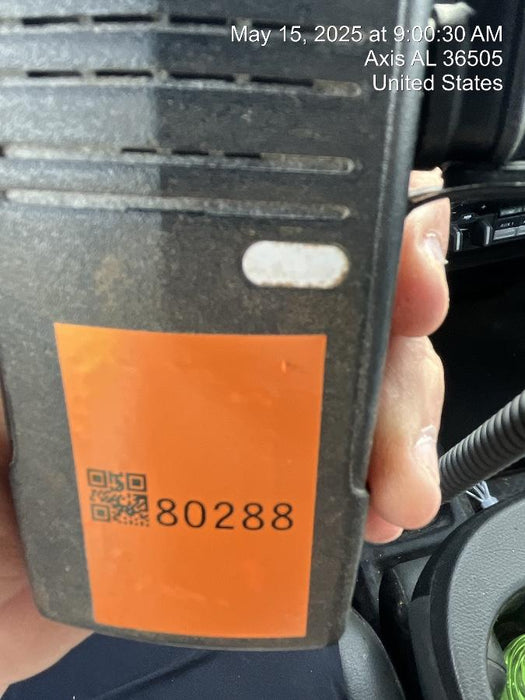 May 15, 2025 at 9:00:30 AM
Axis AL 36505
United States
80288